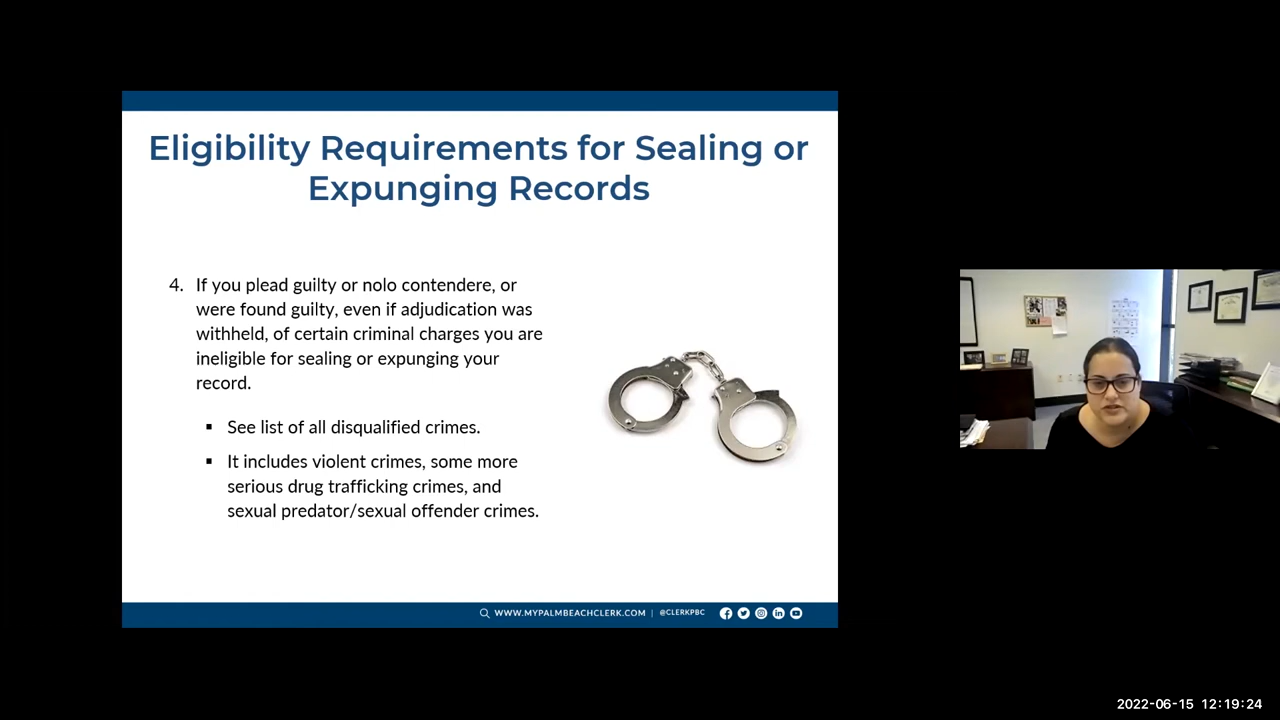 Eligibility Requirements for Sealing or
Expunging Records
4. If you plead guilty or nolo contendere, or
were found guilty, even if adjudication was
withheld, of certain criminal charges you are
ineligible for sealing or expunging your
record.
▪ See list of all disqualified crimes.
▪ It includes violent crimes, some more
serious drug trafficking crimes, and
sexual predator/sexual offender crimes.
WWW.MYPALMBEACHCLERK.COM | @CLERKPBC
2022-06-15 12:19:24